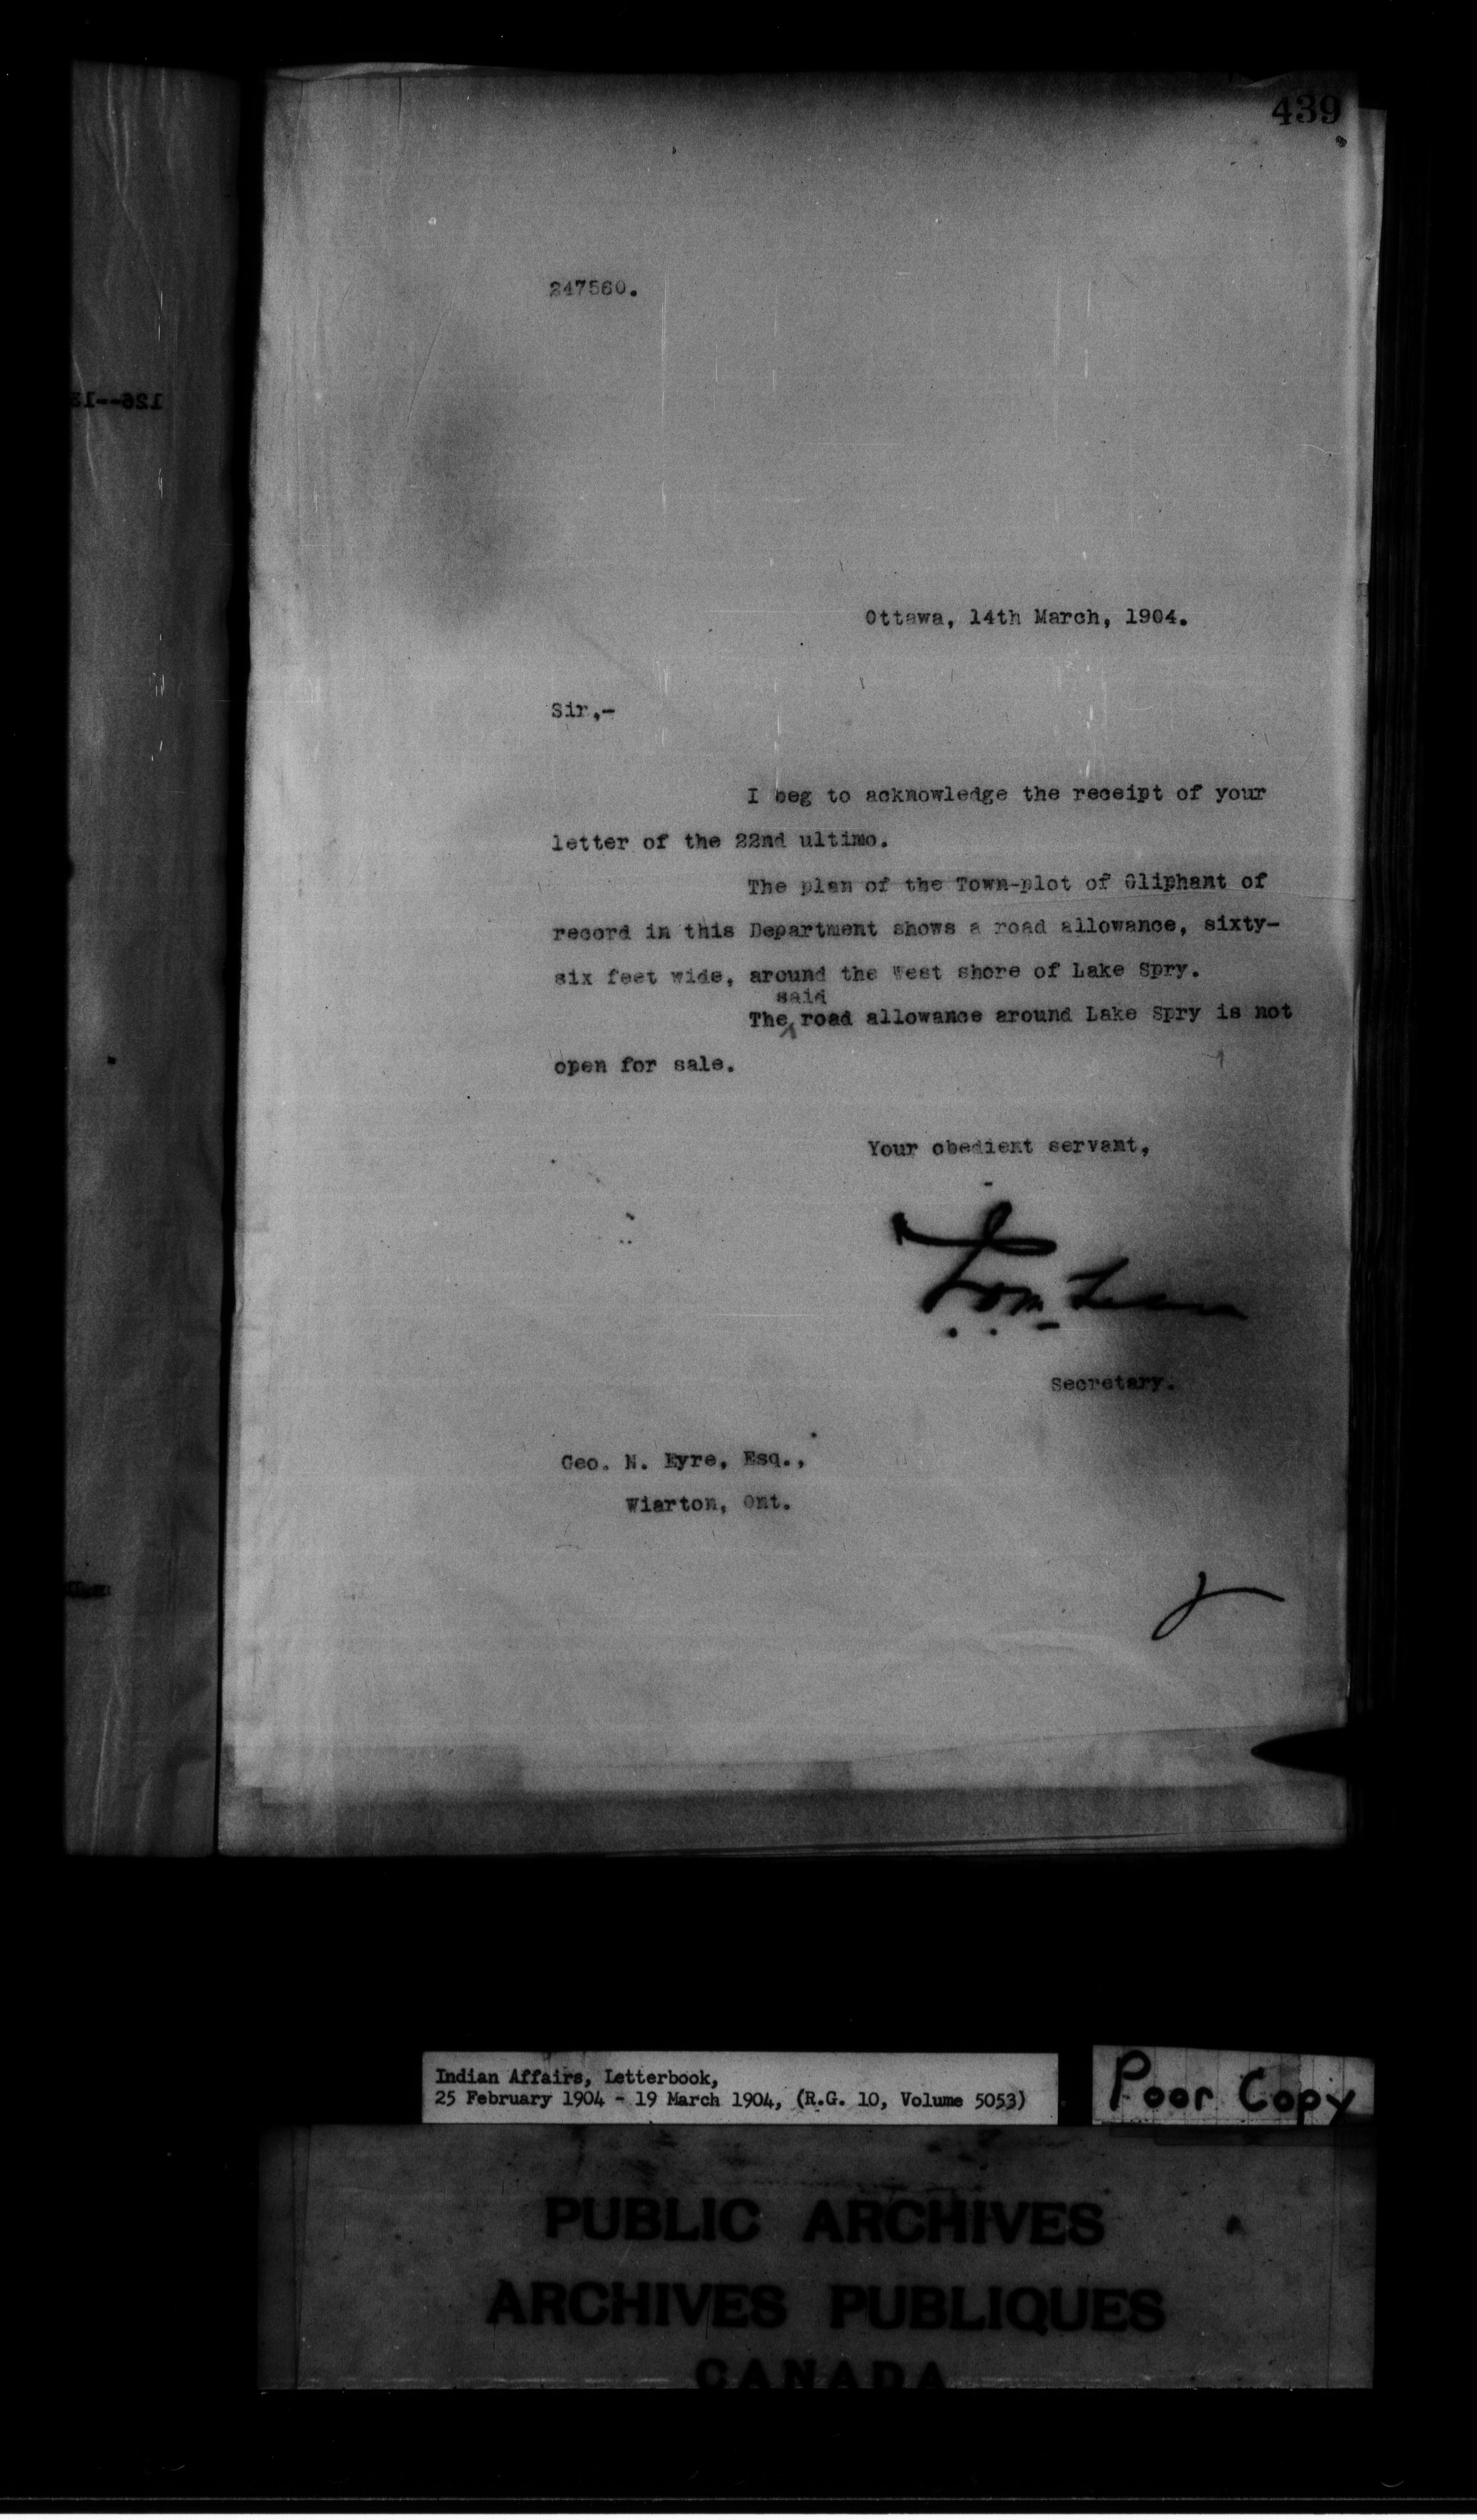 439
247560.
Ottawa, 14th March, 1904.
Sir,-
I beg to acknowledge the receipt of your
letter of the 22nd ultimo.
The plan of the Town-plot of Oliphant of
record in this Department shows a road allowance, sixty-
six feet wide, around the West shore of Lake Spry.
said
The road allowance around Lake Spry is not
open for sale.
Your obedient servant,
Secretary.
Geo. N. Eyre, Esq.,
Wiarton, Ont.
Indian Affairs, Letterbook,
25 February 1904 - 19 March 1904, (R.G. 10, Volume 5053)
Poor Copy
PUBLIC ARCHIVES
ARCHIVES PUBLIQUES
CANADA